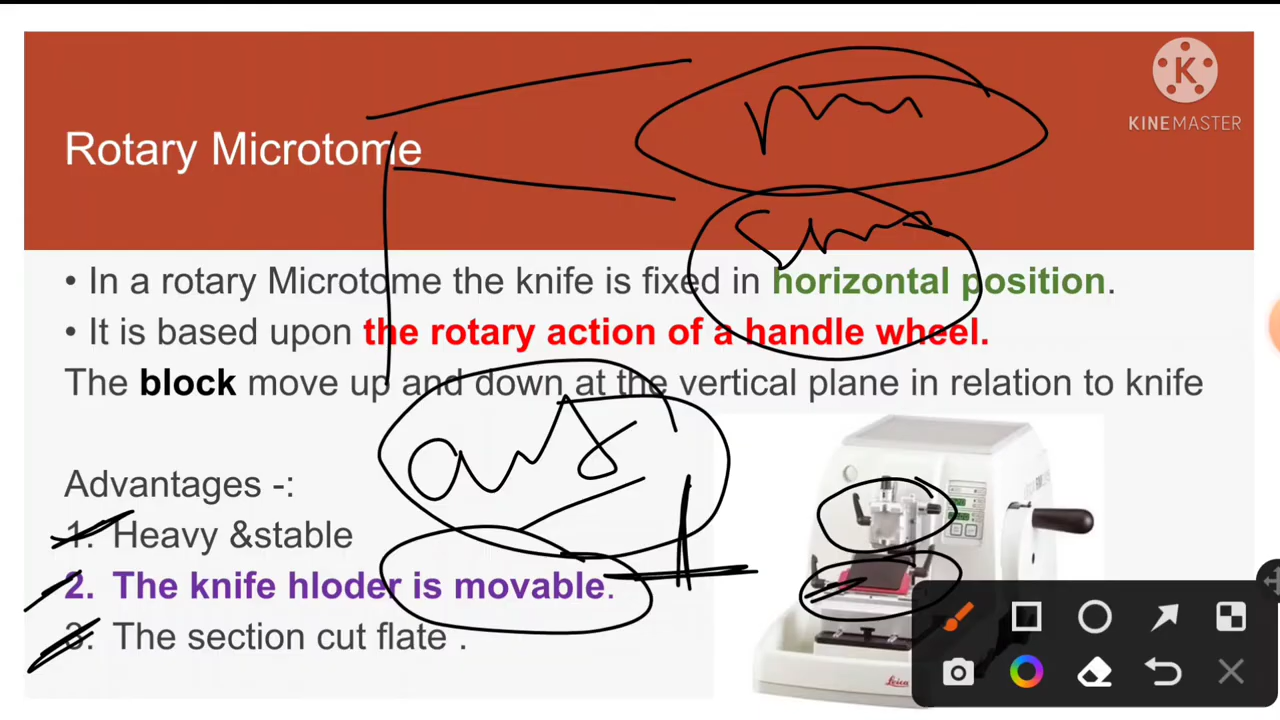 KINEMASTER
Rotary Microtome
• In a rotary Microtome the knife is fixed in horizontal position.
• It is based upon the rotary action of a handle wheel.
The block move up and down at the vertical plane in relation to knife
Advantages -:
1. Heavy &stable
2. The knife hloder is movable.
3. The section cut flate .
Leica